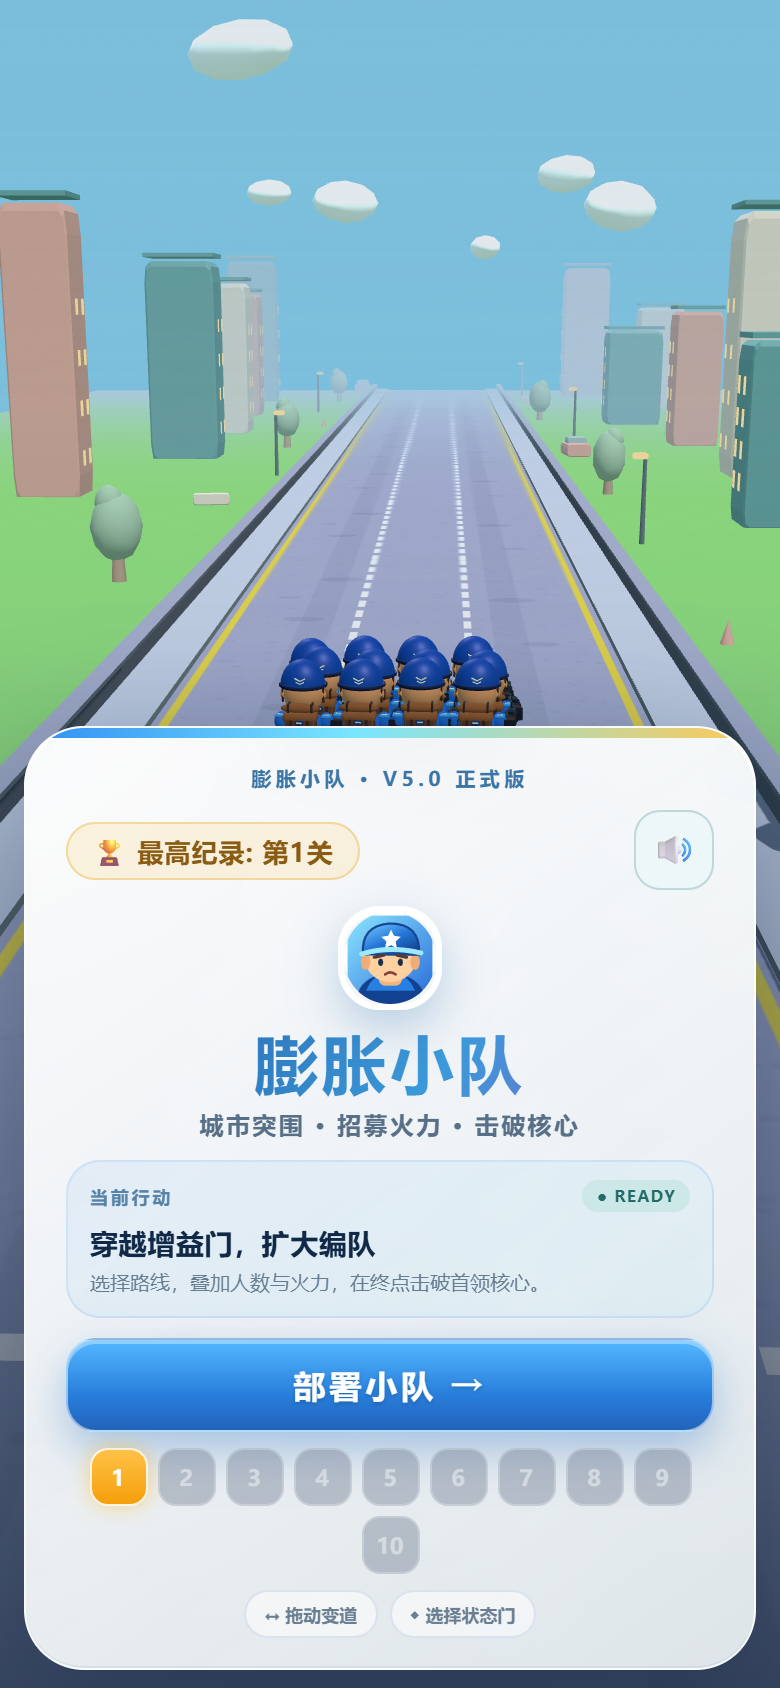 膨胀小队 • V5.0 正式版
🏆 最高纪录: 第1关
膨胀小队
城市突围 • 招募火力 • 击破核心
当前行动
● READY
穿越增益门，扩大编队
选择路线，叠加人数与火力，在终点击破首领核心。
部署小队 →
1 2 3 4 5 6 7 8 9
10
↔ 拖动变道 ◆ 选择状态门